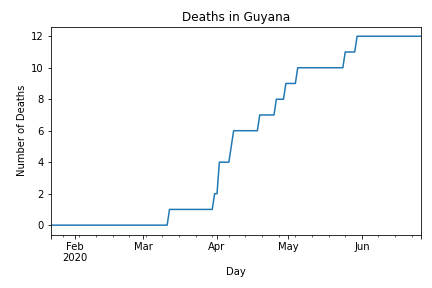 Deaths in Guyana
12
10
8
6
4
2
0
Number of Deaths
Feb
2020
Mar
Apr
May
Jun
Day